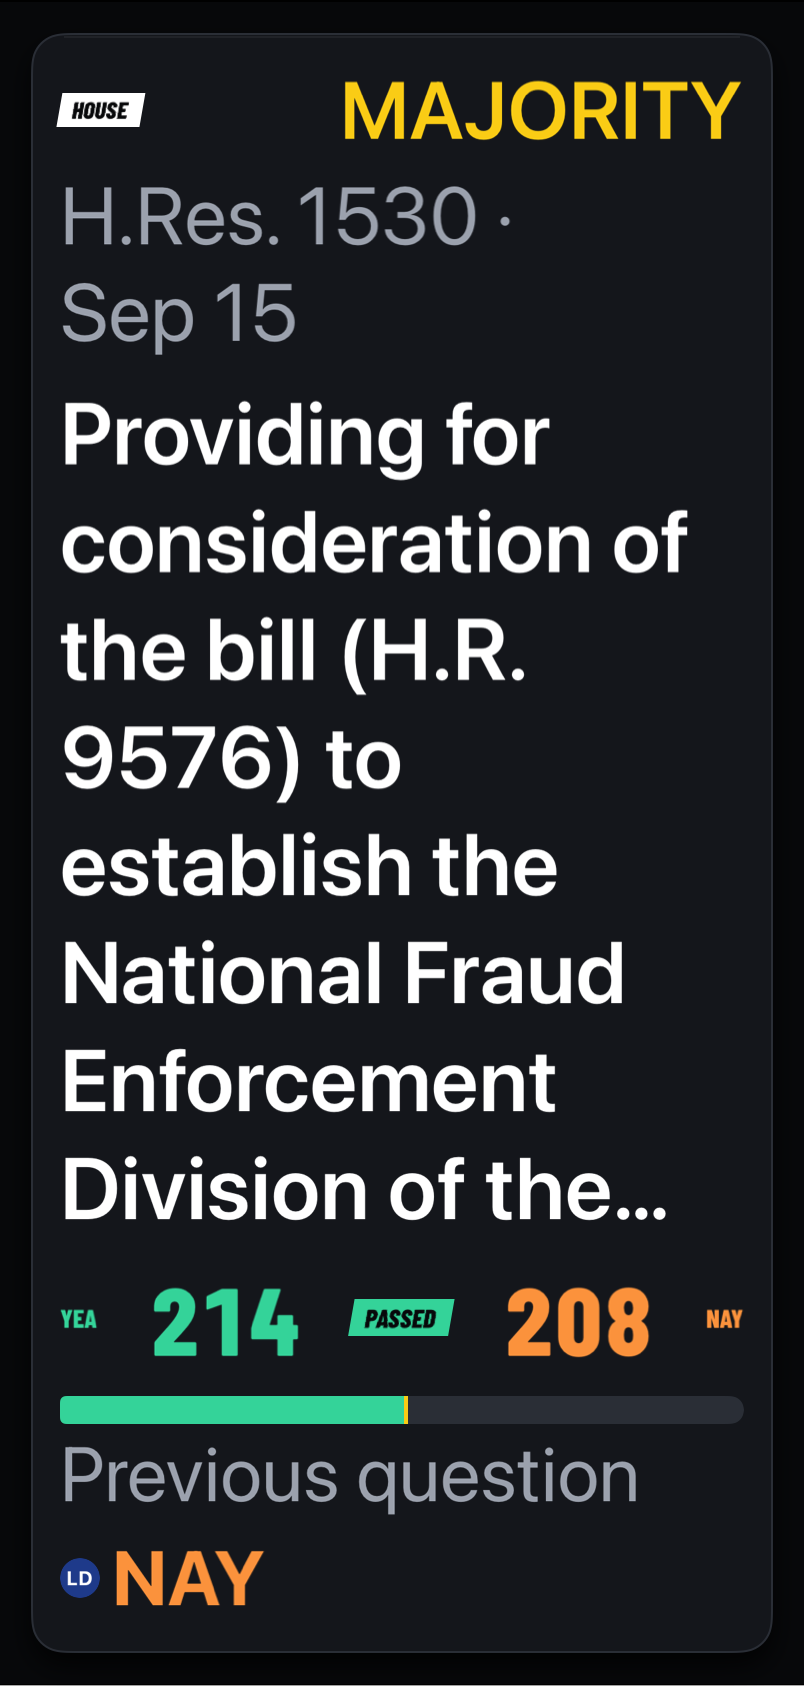 HOUSE
MAJORITY
H.Res. 1530 ·
Sep 15
Providing for
consideration of
the bill (H.R.
9576) to
establish the
National Fraud
Enforcement
Division of the...
YEA 214 PASSED 208 NAY
Previous question
LD NAY